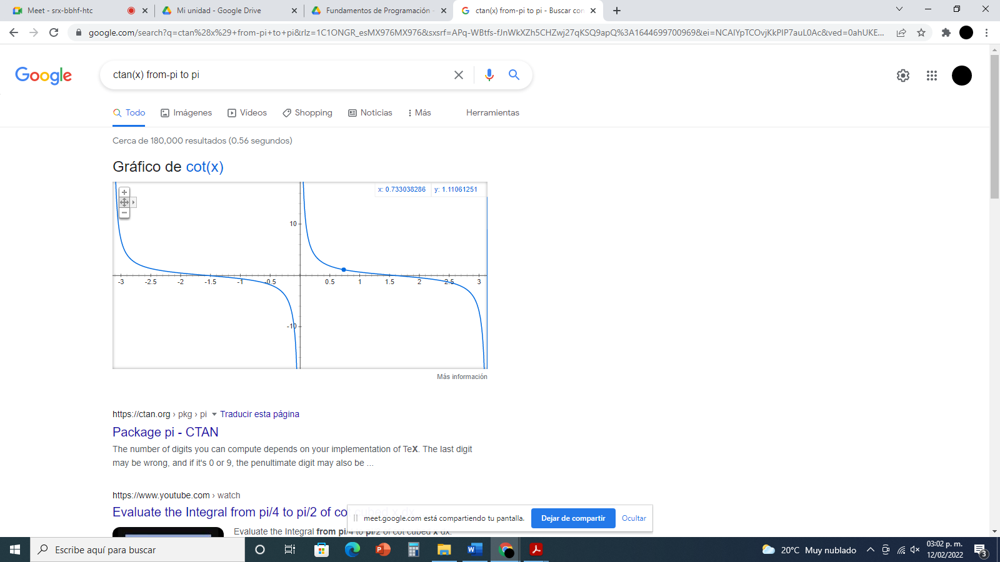 Meet - srx-bbhf-htc
Mi unidad - Google Drive
Fundamentos de Programación -
ctan(x) from-pi to pi - Buscar con
google.com/search?q=ctan%28x%29+from-pi+to+pi&rlz=1C1ONGR_esMX976MX976&sxsrf=APq-WBtfs-fJnWkXZh5CHZwj27qKSQ9apQ%3A1644699700969&ei=NCAIYpTCOvjKkPIP7auL0Ac&ved=0ahUKE...
Google
ctan(x) from-pi to pi
Todo
Imágenes
Vídeos
Shopping
Noticias
Más
Herramientas
Cerca de 180,000 resultados (0.56 segundos)
Gráfico de cot(x)
x: 0.733038286
y: 1.11061251
10
-3 -2.5 -2 -1.5 -1 -0.5 0.5 1 1.5 2 2.5 3
-10
Más información
https://ctan.org › pkg › pi
Traducir esta página
Package pi - CTAN
The number of digits you can compute depends on your implementation of TeX. The last digit
may be wrong, and if it's 0 or 9, the penultimate digit may also be ...
https://www.youtube.com › watch
Evaluate the Integral from pi/4 to pi/2 of cot cubed x dx
Evaluate the Integral from pi/4 to pi/2 of cot cubed x dx.
meet.google.com está compartiendo tu pantalla.
Dejar de compartir
Ocultar
Escribe aquí para buscar
20°C Muy nublado
03:02 p. m.
12/02/2022
3